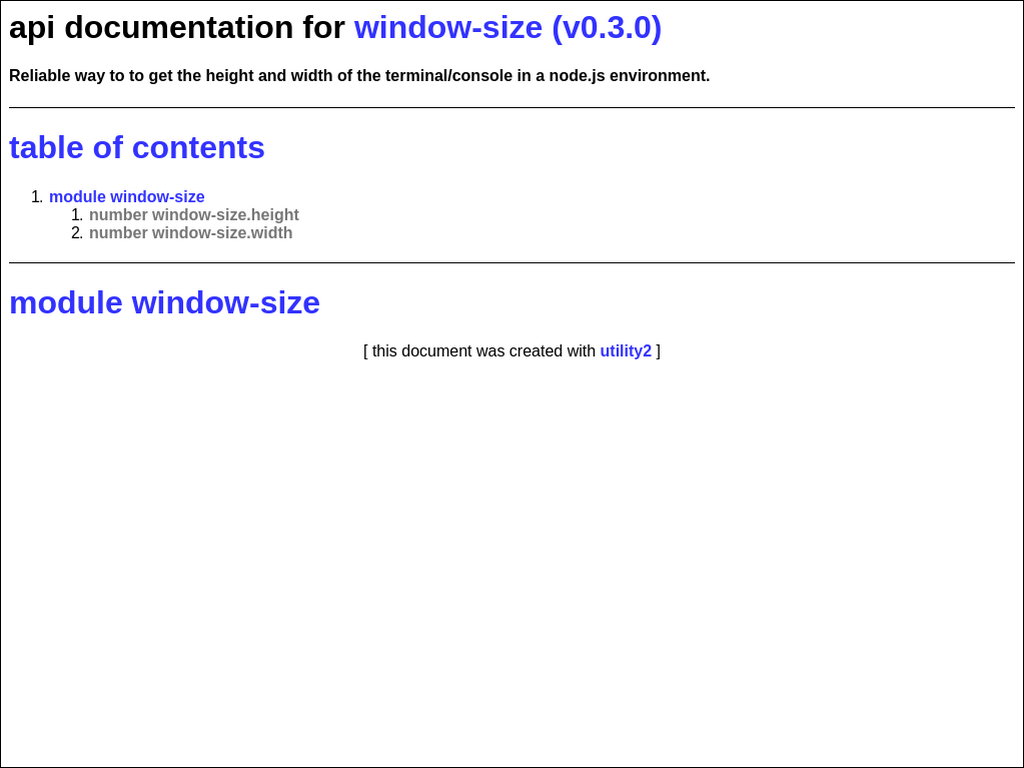 api documentation for window-size (v0.3.0)
Reliable way to to get the height and width of the terminal/console in a node.js environment.
table of contents
1. module window-size
1. number window-size.height
2. number window-size.width
module window-size
[ this document was created with utility2 ]